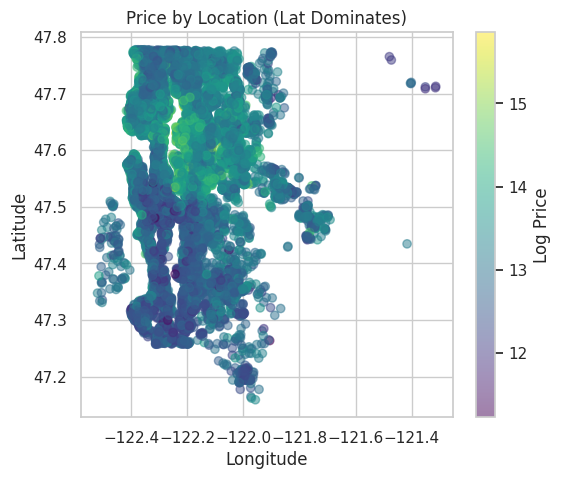 Price by Location (Lat Dominates)
47.8
47.7
47.6
47.5
47.4
47.3
47.2
Latitude
−122.4 −122.2 −122.0 −121.8 −121.6 −121.4
Longitude
15
14
13
12
Log Price